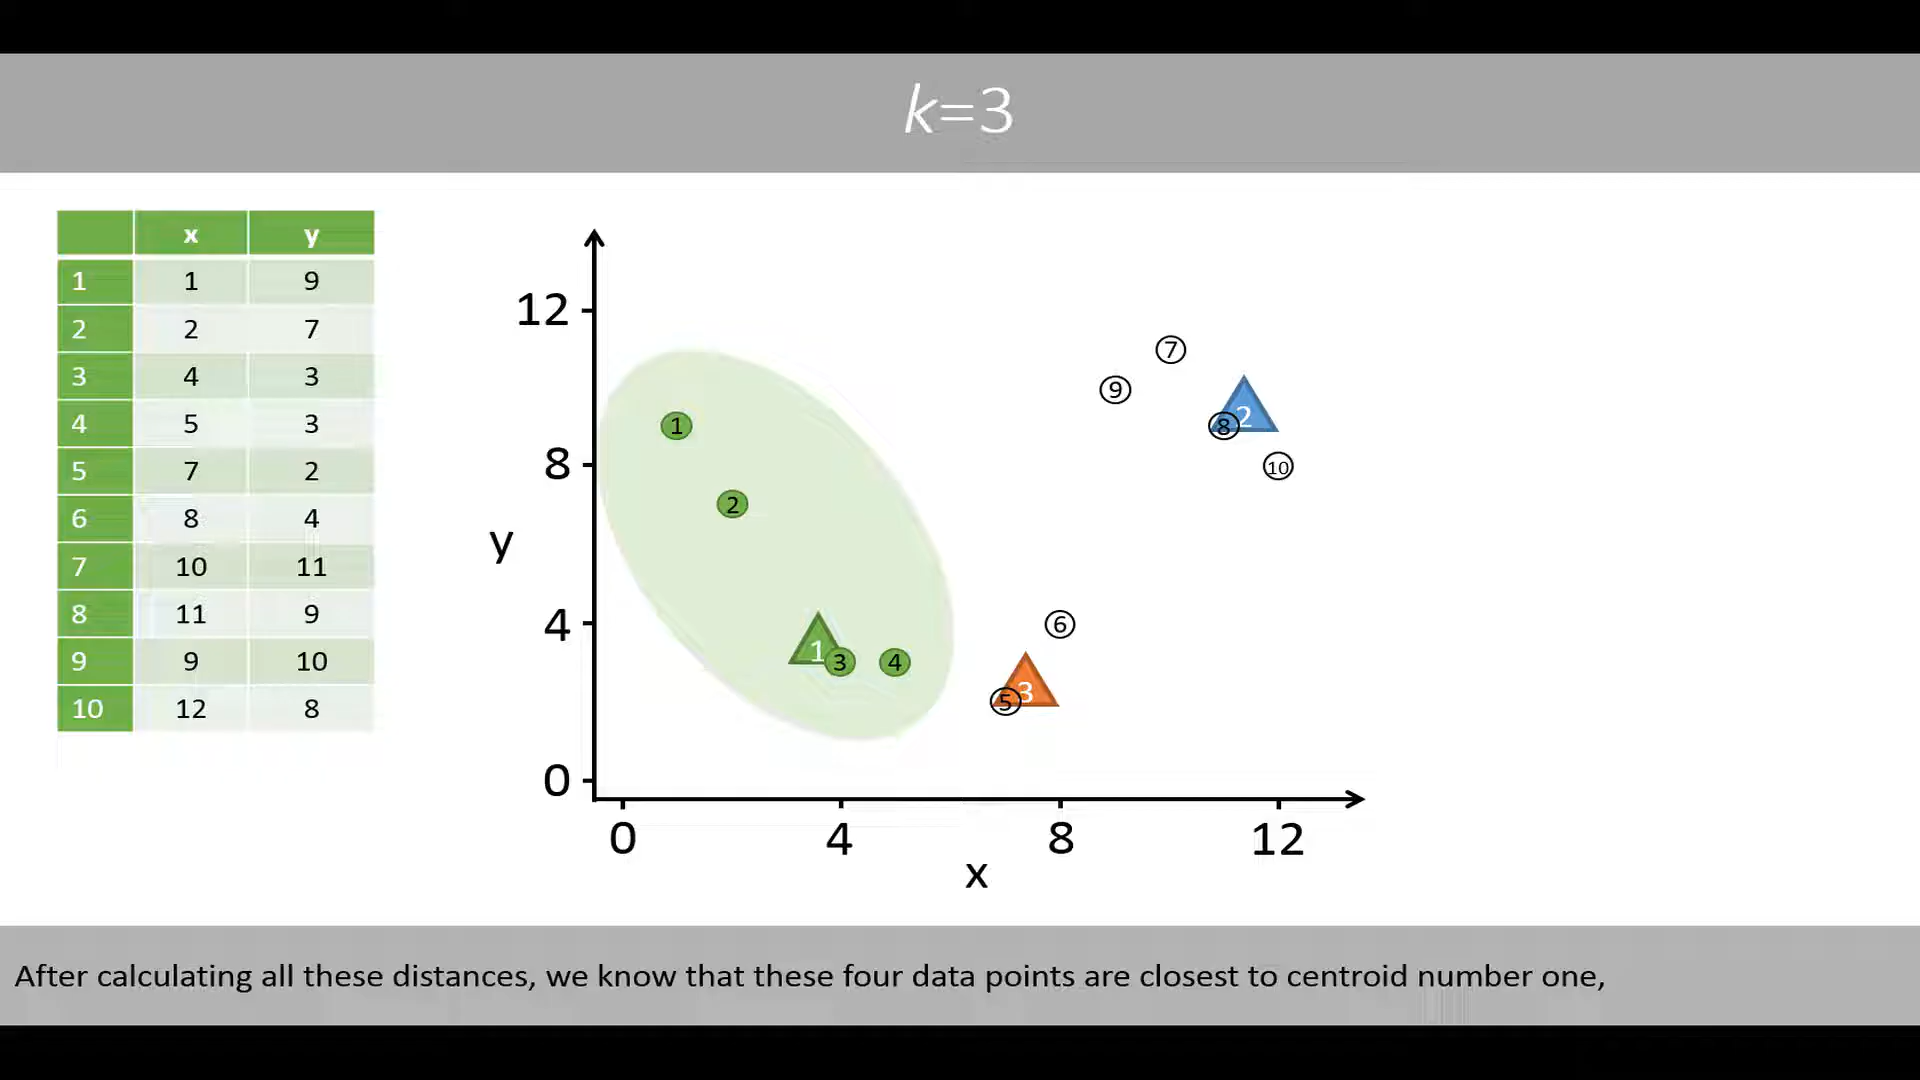 k=3
x y
1 1 9
2 2 7
3 4 3
4 5 3
5 7 2
6 8 4
7 10 11
8 11 9
9 9 10
10 12 8
12
7
9
2
8
1
8
10
2
y
4
6
1
3
4
3
5
0
0 4 8 12
x
After calculating all these distances, we know that these four data points are closest to centroid number one,